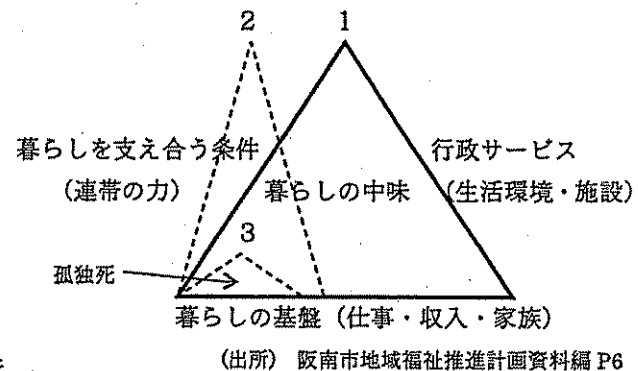 2 1
暮らしを支え合う条件 行政サービス
(連帯の力) 暮らしの中味 (生活環境・施設)
3
孤独死
暮らしの基盤(仕事・収入・家族)
(出所) 阪南市地域福祉推進計画資料編 P6